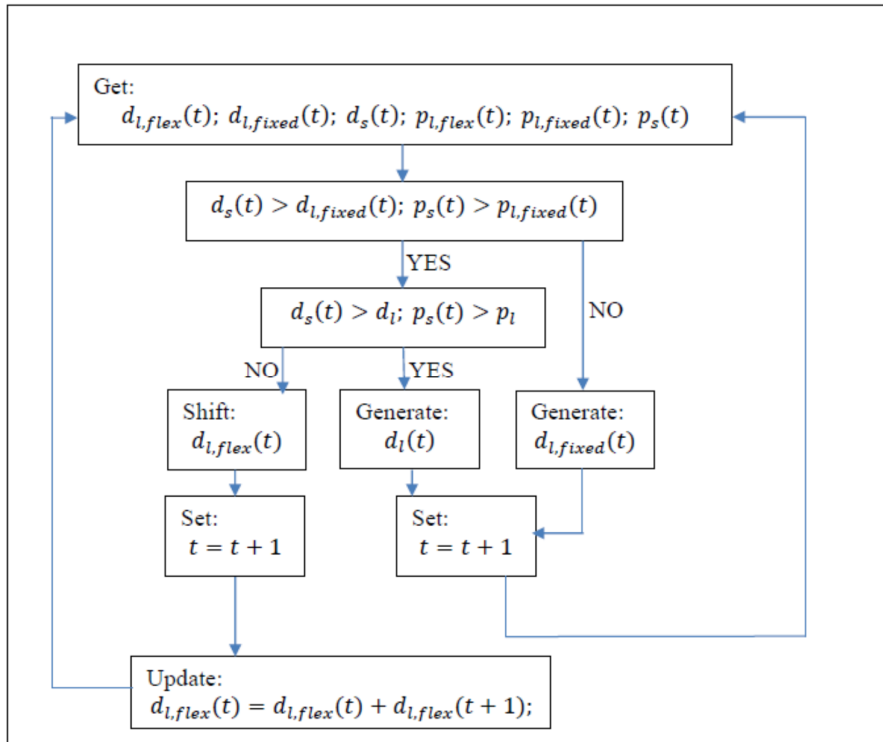 Get:
d_{l,flex}(t); d_{l,fixed}(t); d_s(t); p_{l,flex}(t); p_{l,fixed}(t); p_s(t)
d_s(t) > d_{l,fixed}(t); p_s(t) > p_{l,fixed}(t)
YES
d_s(t) > d_l; p_s(t) > p_l
NO
NO
YES
Shift:
d_{l,flex}(t)
Generate:
d_l(t)
Generate:
d_{l,fixed}(t)
Set:
t = t + 1
Set:
t = t + 1
Update:
d_{l,flex}(t) = d_{l,flex}(t) + d_{l,flex}(t + 1);